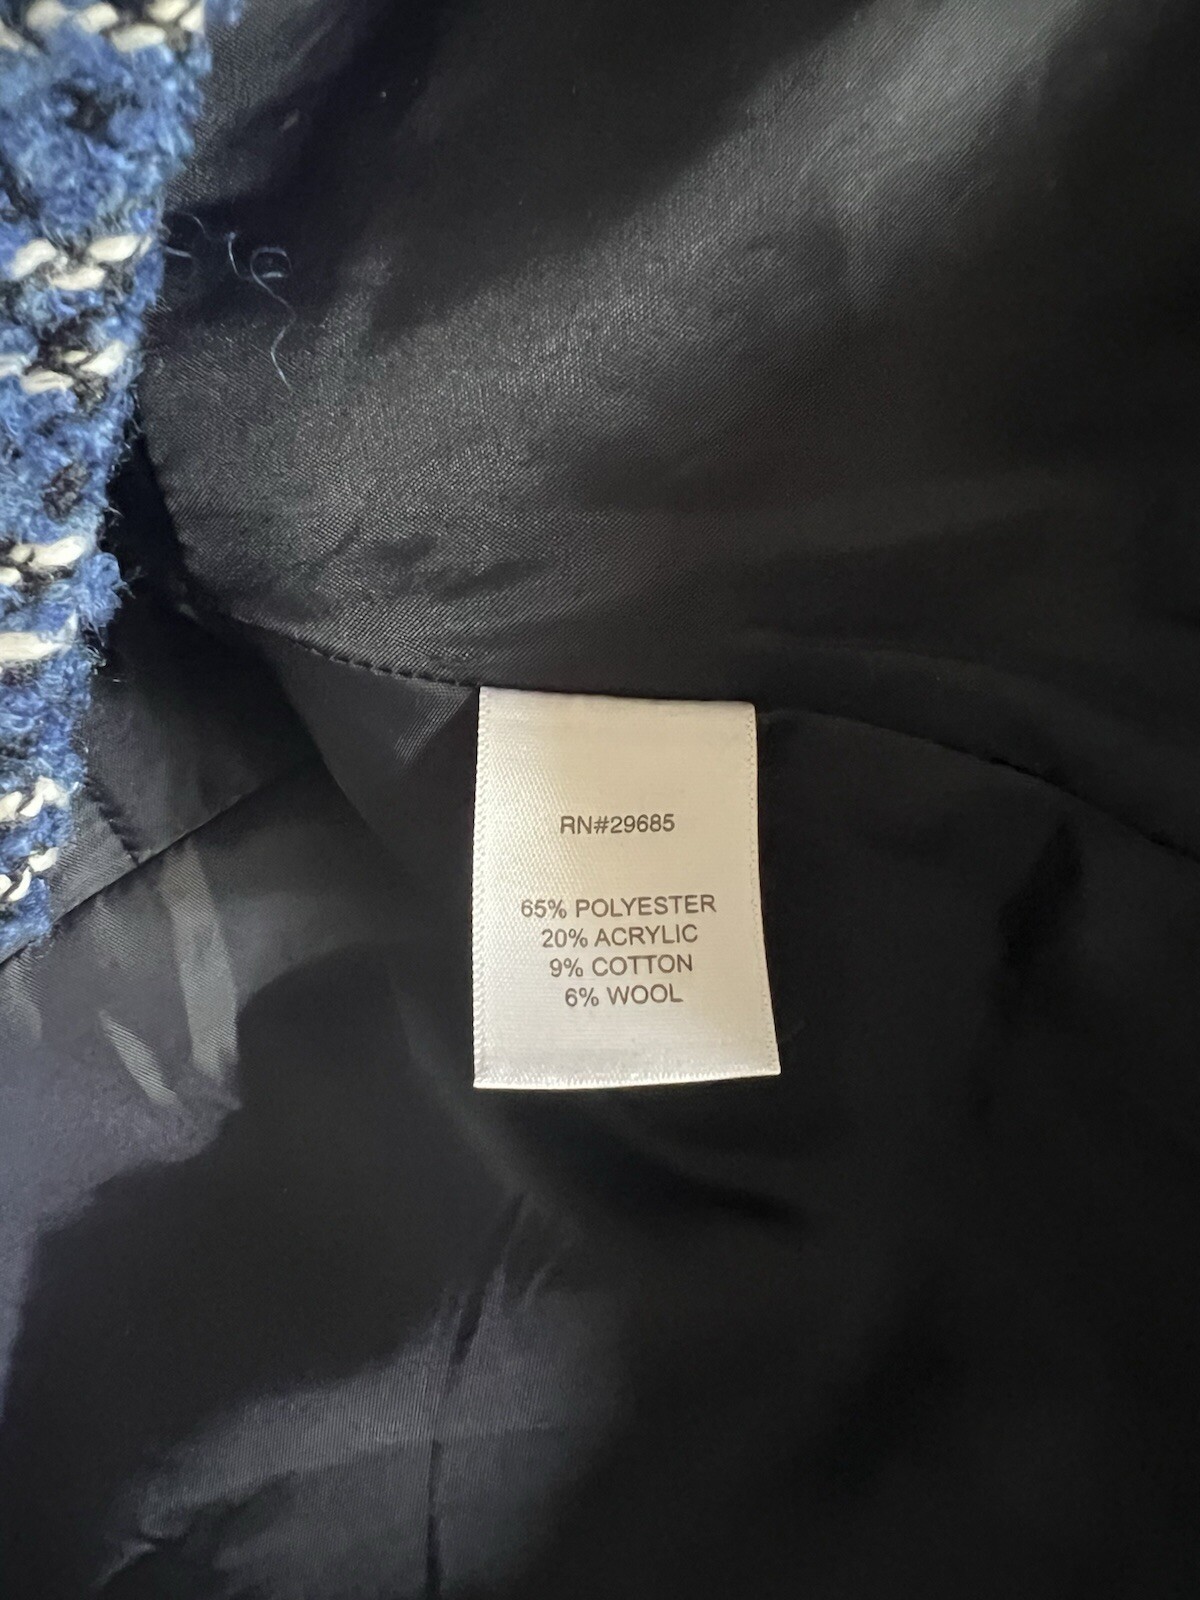 RN#29685
65% POLYESTER
20% ACRYLIC
9% COTTON
6% WOOL